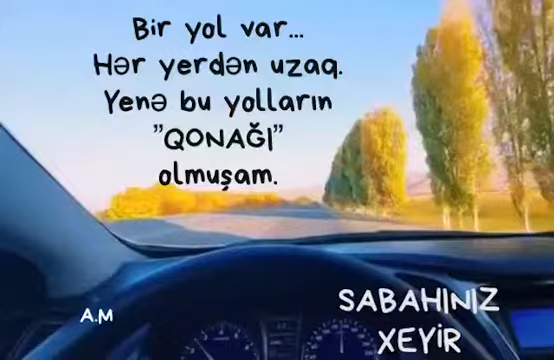 Bir yol var...
Hər yerdən uzaq.
Yenə bu yolların
”QONAĞI”
olmuşam.
A.M
SABAHINIZ
XEYİR